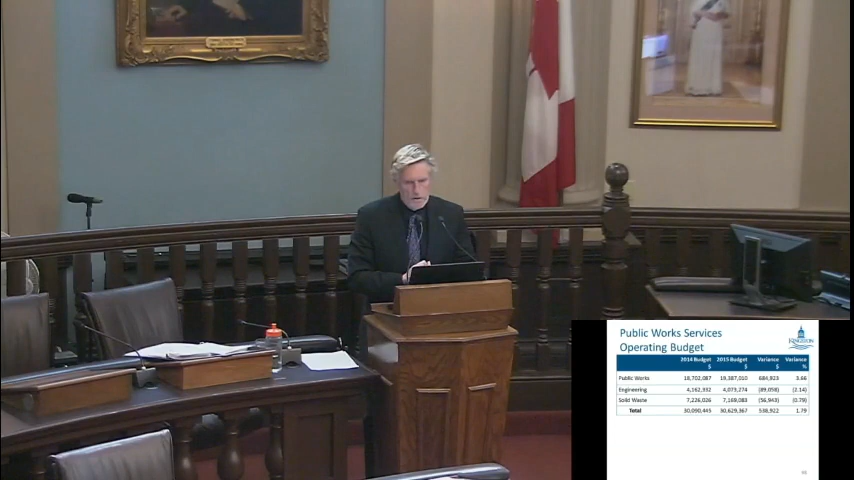 Public Works Services
Operating Budget
KINGSTON
2014 Budget $ 2015 Budget $ Variance $ Variance %
Public Works 18,702,087 19,387,010 684,923 3.66
Engineering 4,162,332 4,073,274 (89,058) (2.14)
Solid Waste 7,226,026 7,169,083 (56,943) (0.79)
Total 30,090,445 30,629,367 538,922 1.79